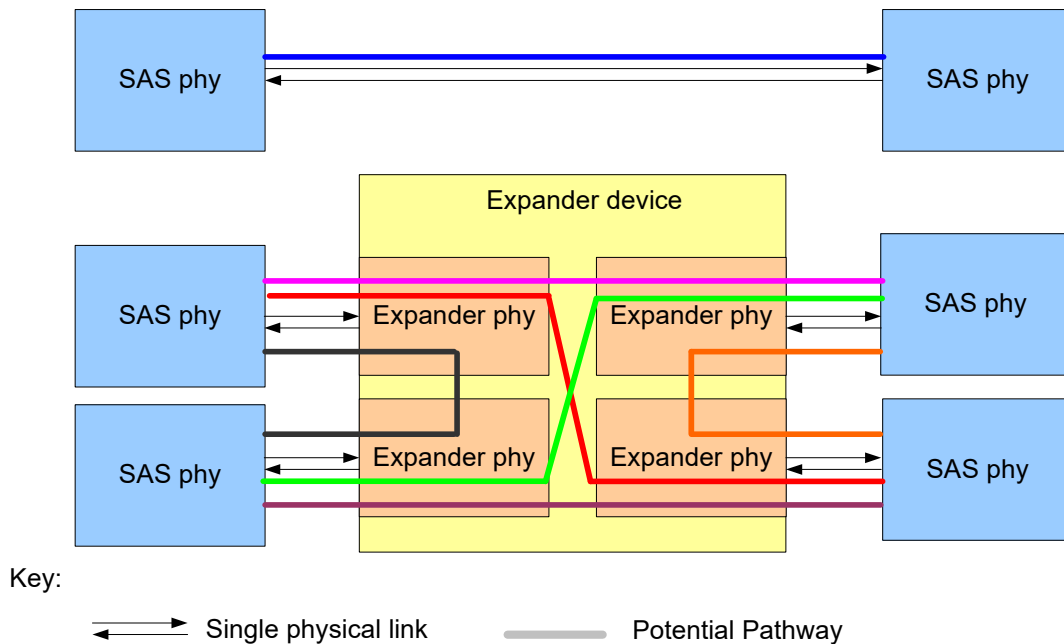 SAS phy
SAS phy
Expander device
SAS phy
Expander phy
Expander phy
SAS phy
SAS phy
Expander phy
Expander phy
SAS phy
Key:
Single physical link
Potential Pathway